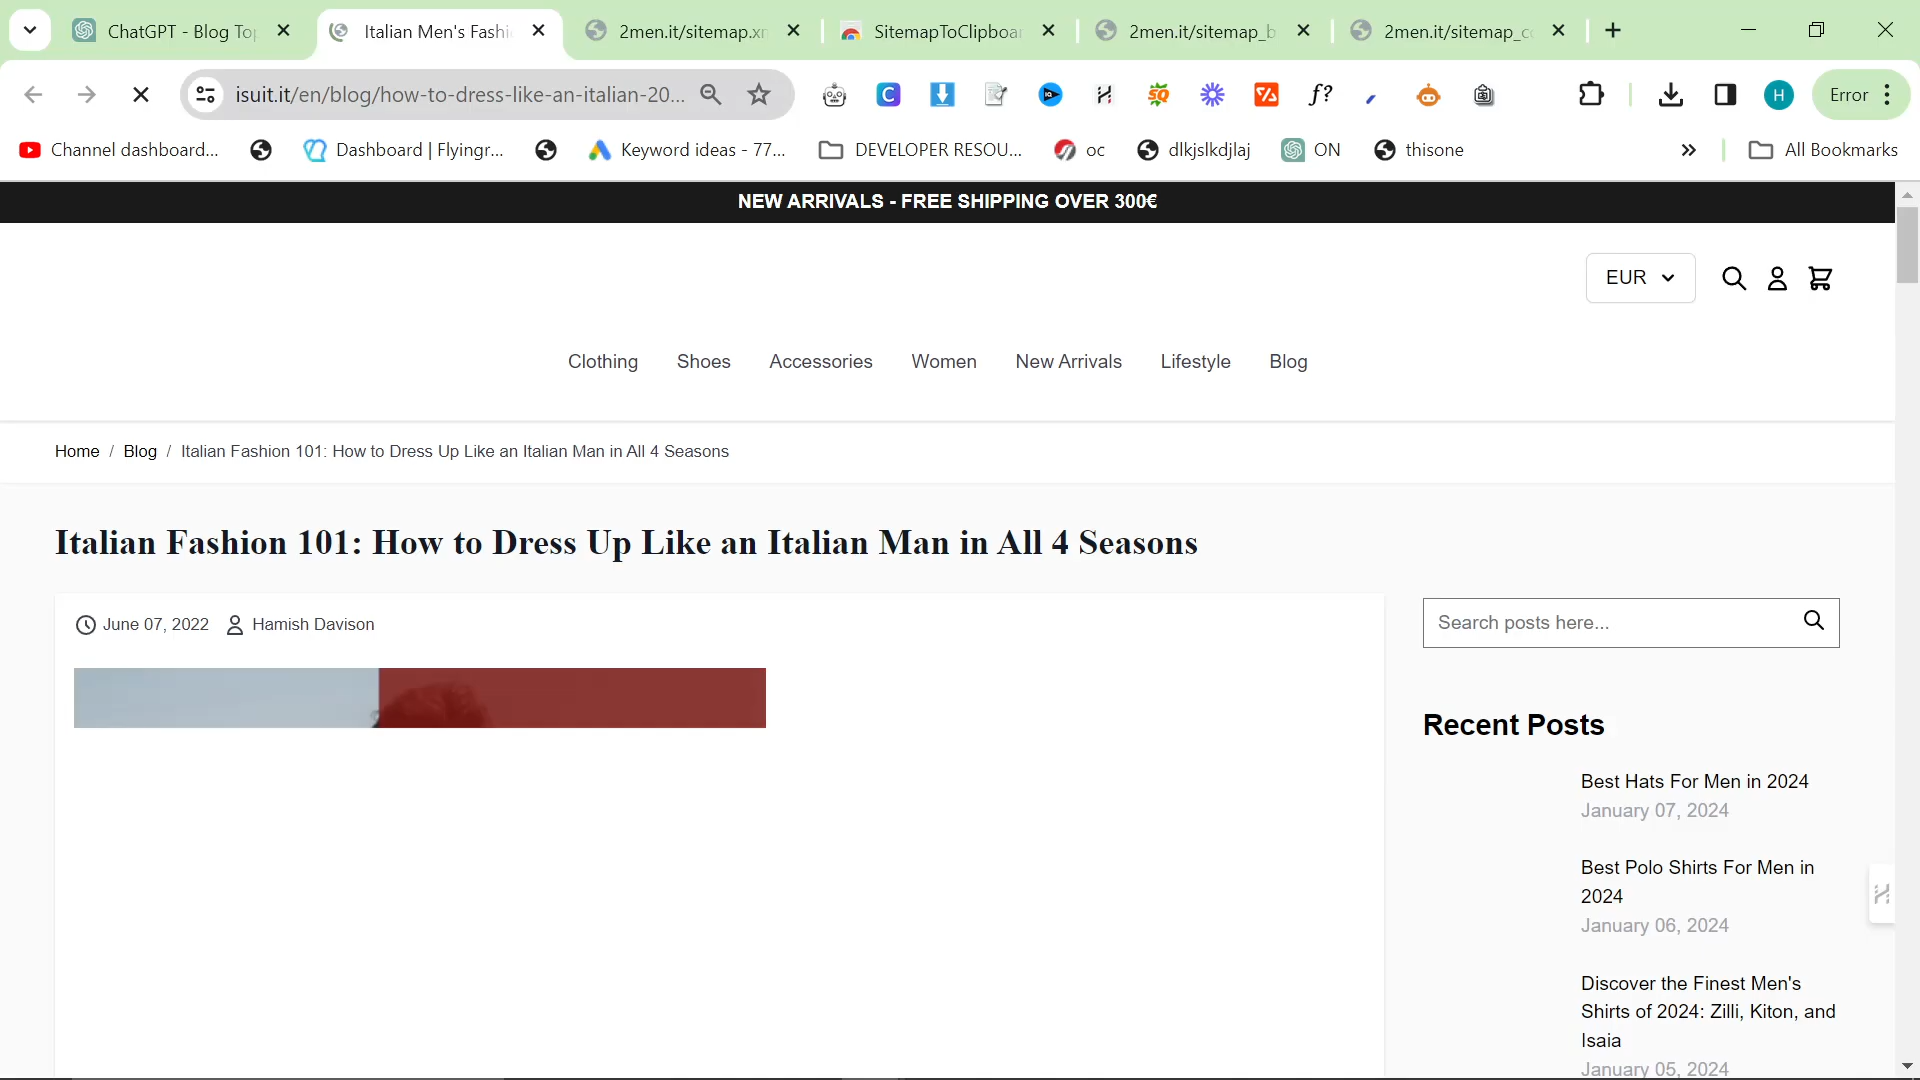 ChatGPT - Blog Top
Italian Men's Fashi
2men.it/sitemap.xm
SitemapToClipboar
2men.it/sitemap_b
2men.it/sitemap_co
isuit.it/en/blog/how-to-dress-like-an-italian-20...
C
SQ
f?
H
Error
Channel dashboard...
Dashboard | Flyingr...
Keyword ideas - 77...
DEVELOPER RESOU...
oc
dlkjslkdjlaj
ON
thisone
»
All Bookmarks
NEW ARRIVALS - FREE SHIPPING OVER 300€
EUR
Clothing
Shoes
Accessories
Women
New Arrivals
Lifestyle
Blog
Home / Blog / Italian Fashion 101: How to Dress Up Like an Italian Man in All 4 Seasons
Italian Fashion 101: How to Dress Up Like an Italian Man in All 4 Seasons
June 07, 2022
Hamish Davison
Search posts here...
Recent Posts
Best Hats For Men in 2024
January 07, 2024
Best Polo Shirts For Men in
2024
January 06, 2024
Discover the Finest Men's
Shirts of 2024: Zilli, Kiton, and
Isaia
January 05, 2024